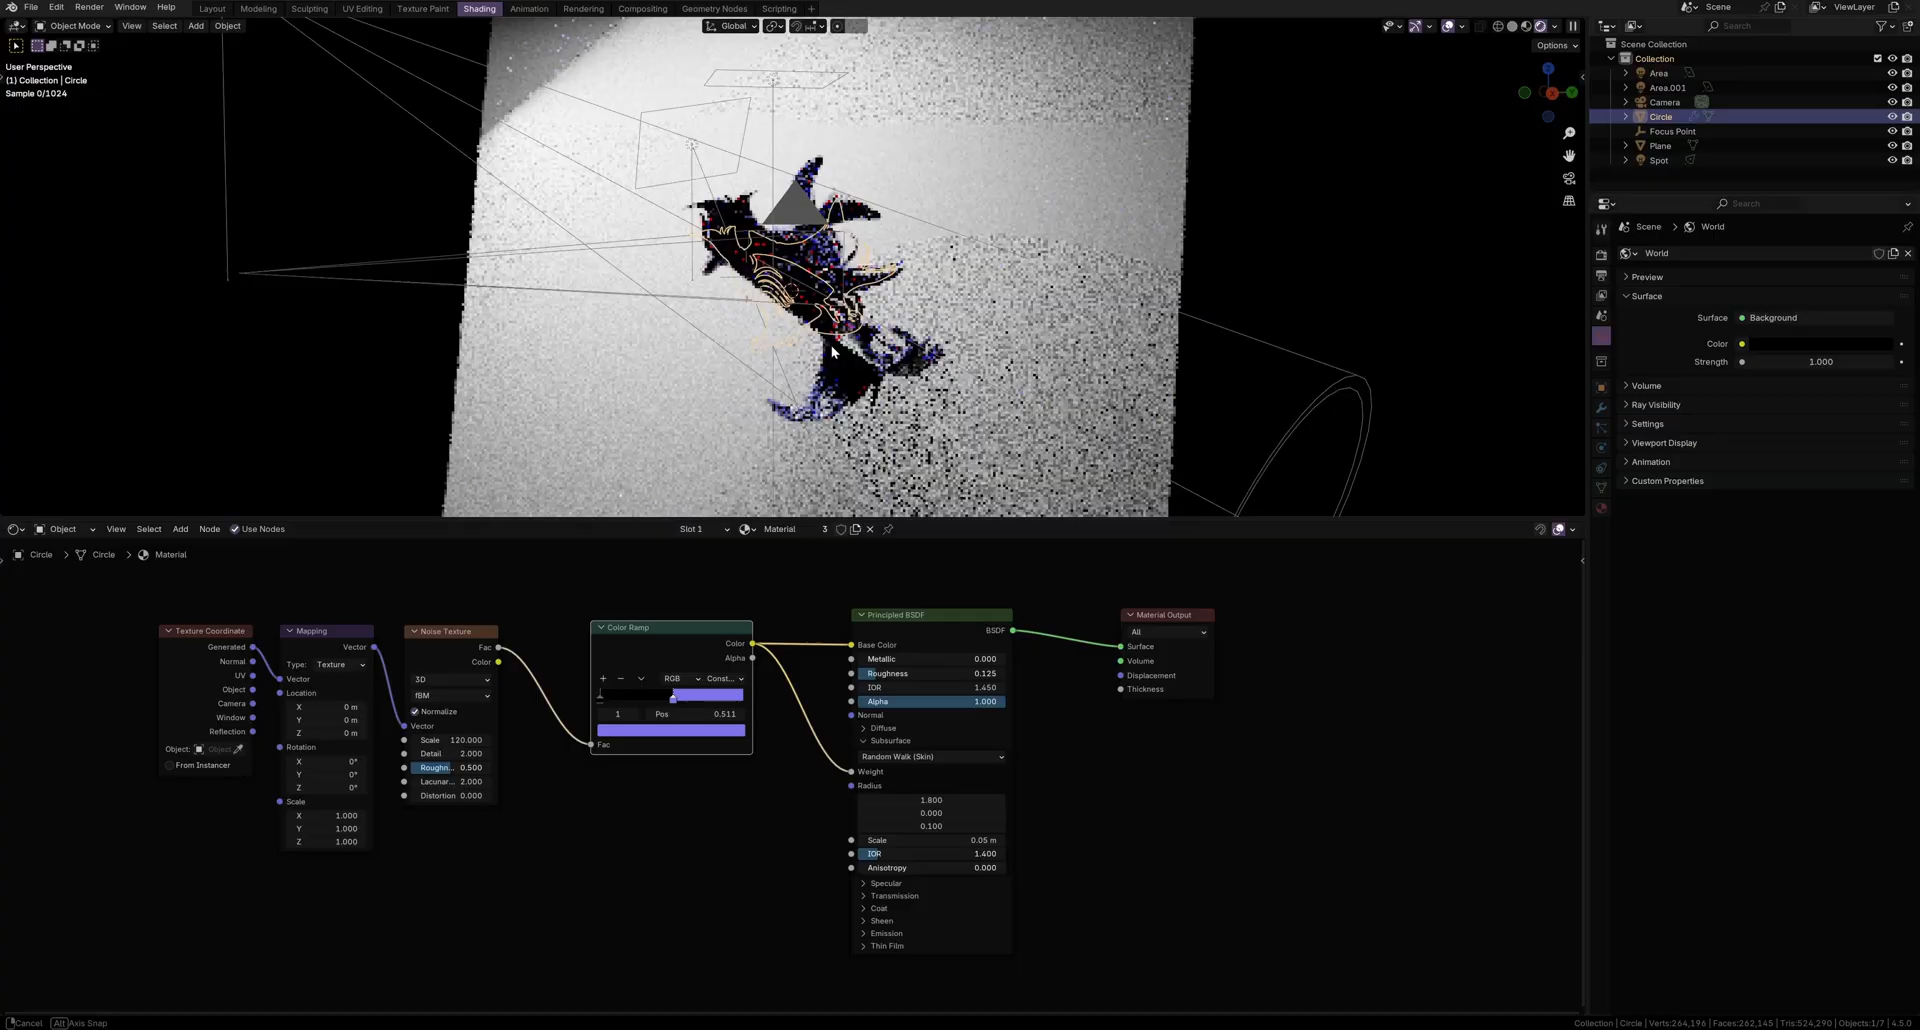 File Edit Render Window Help Layout Modeling Sculpting UV Editing Texture Paint Shading Animation Rendering Compositing Geometry Nodes Scripting + Scene ViewLayer
Object Mode View Select Add Object Global
Options
User Perspective
(1) Collection | Circle
Sample 0/1024
Search
Scene Collection
Collection
Area
Area.001
Camera
Circle
Focus Point
Plane
Spot
Search
Scene > World
World
Preview
Surface
Surface Background
Color
Strength 1.000
Volume
Ray Visibility
Settings
Viewport Display
Animation
Custom Properties
Object View Select Add Node Use Nodes Slot 1 Material 3
Circle > Circle > Material
Texture Coordinate
Generated
Normal
UV
Object
Camera
Window
Reflection
Object: Object
From Instancer
Mapping
Vector
Type: Texture
Vector
Location
X 0 m
Y 0 m
Z 0 m
Rotation
X 0°
Y 0°
Z 0°
Scale
X 1.000
Y 1.000
Z 1.000
Noise Texture
Fac
Color
3D
fBM
Normalize
Vector
Scale 120.000
Detail 2.000
Roughn... 0.500
Lacunar... 2.000
Distortion 0.000
Color Ramp
Color
Alpha
+ − RGB Const...
1 Pos 0.511
Fac
Principled BSDF
BSDF
Base Color
Metallic 0.000
Roughness 0.125
IOR 1.450
Alpha 1.000
Normal
Diffuse
Subsurface
Random Walk (Skin)
Weight
Radius
1.800
0.000
0.100
Scale 0.05 m
IOR 1.400
Anisotropy 0.000
Specular
Transmission
Coat
Sheen
Emission
Thin Film
Material Output
All
Surface
Volume
Displacement
Thickness
Cancel Alt Axis Snap
Collection | Circle | Verts:264,196 | Faces:262,145 | Tris:524,290 | Objects:1/7 | 4.5.0